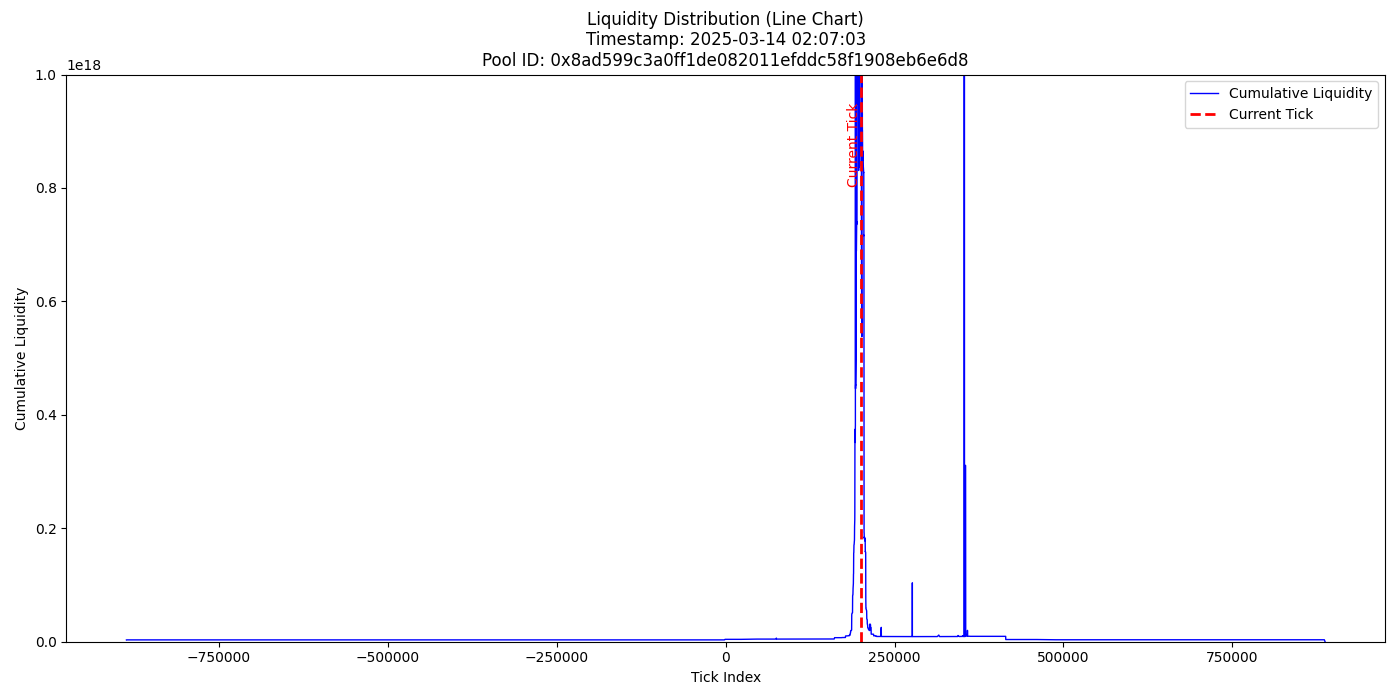 Liquidity Distribution (Line Chart)
Timestamp: 2025-03-14 02:07:03
Pool ID: 0x8ad599c3a0ff1de082011efddc58f1908eb6e6d8
1e18
1.0
0.8
0.6
0.4
0.2
0.0
Cumulative Liquidity
Current Tick
Cumulative Liquidity
Current Tick
−750000
−500000
−250000
0
250000
500000
750000
Tick Index